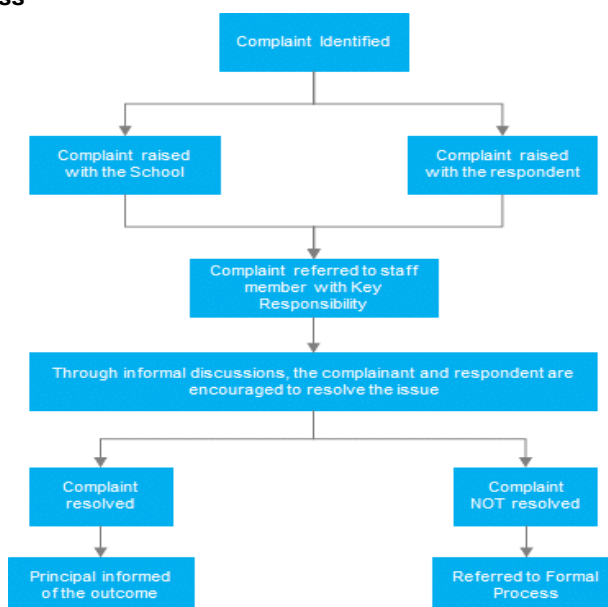 ss
Complaint Identified
Complaint raised
with the School
Complaint raised
with the respondent
Complaint referred to staff
member with Key
Responsibility
Through informal discussions, the complainant and respondent are
encouraged to resolve the issue
Complaint
resolved
Complaint
NOT resolved
Principal informed
of the outcome
Referred to Formal
Process